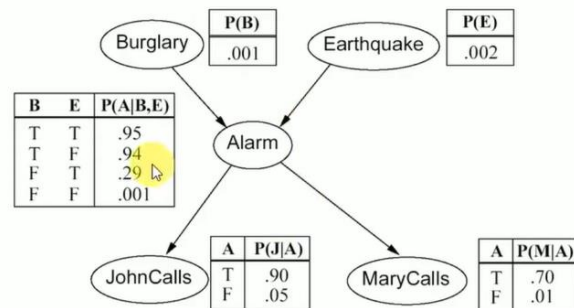 Burglary
P(B)
.001
Earthquake
P(E)
.002
B E P(A|B,E)
T T .95
T F .94
F T .29
F F .001
Alarm
JohnCalls
A P(J|A)
T .90
F .05
MaryCalls
A P(M|A)
T .70
F .01